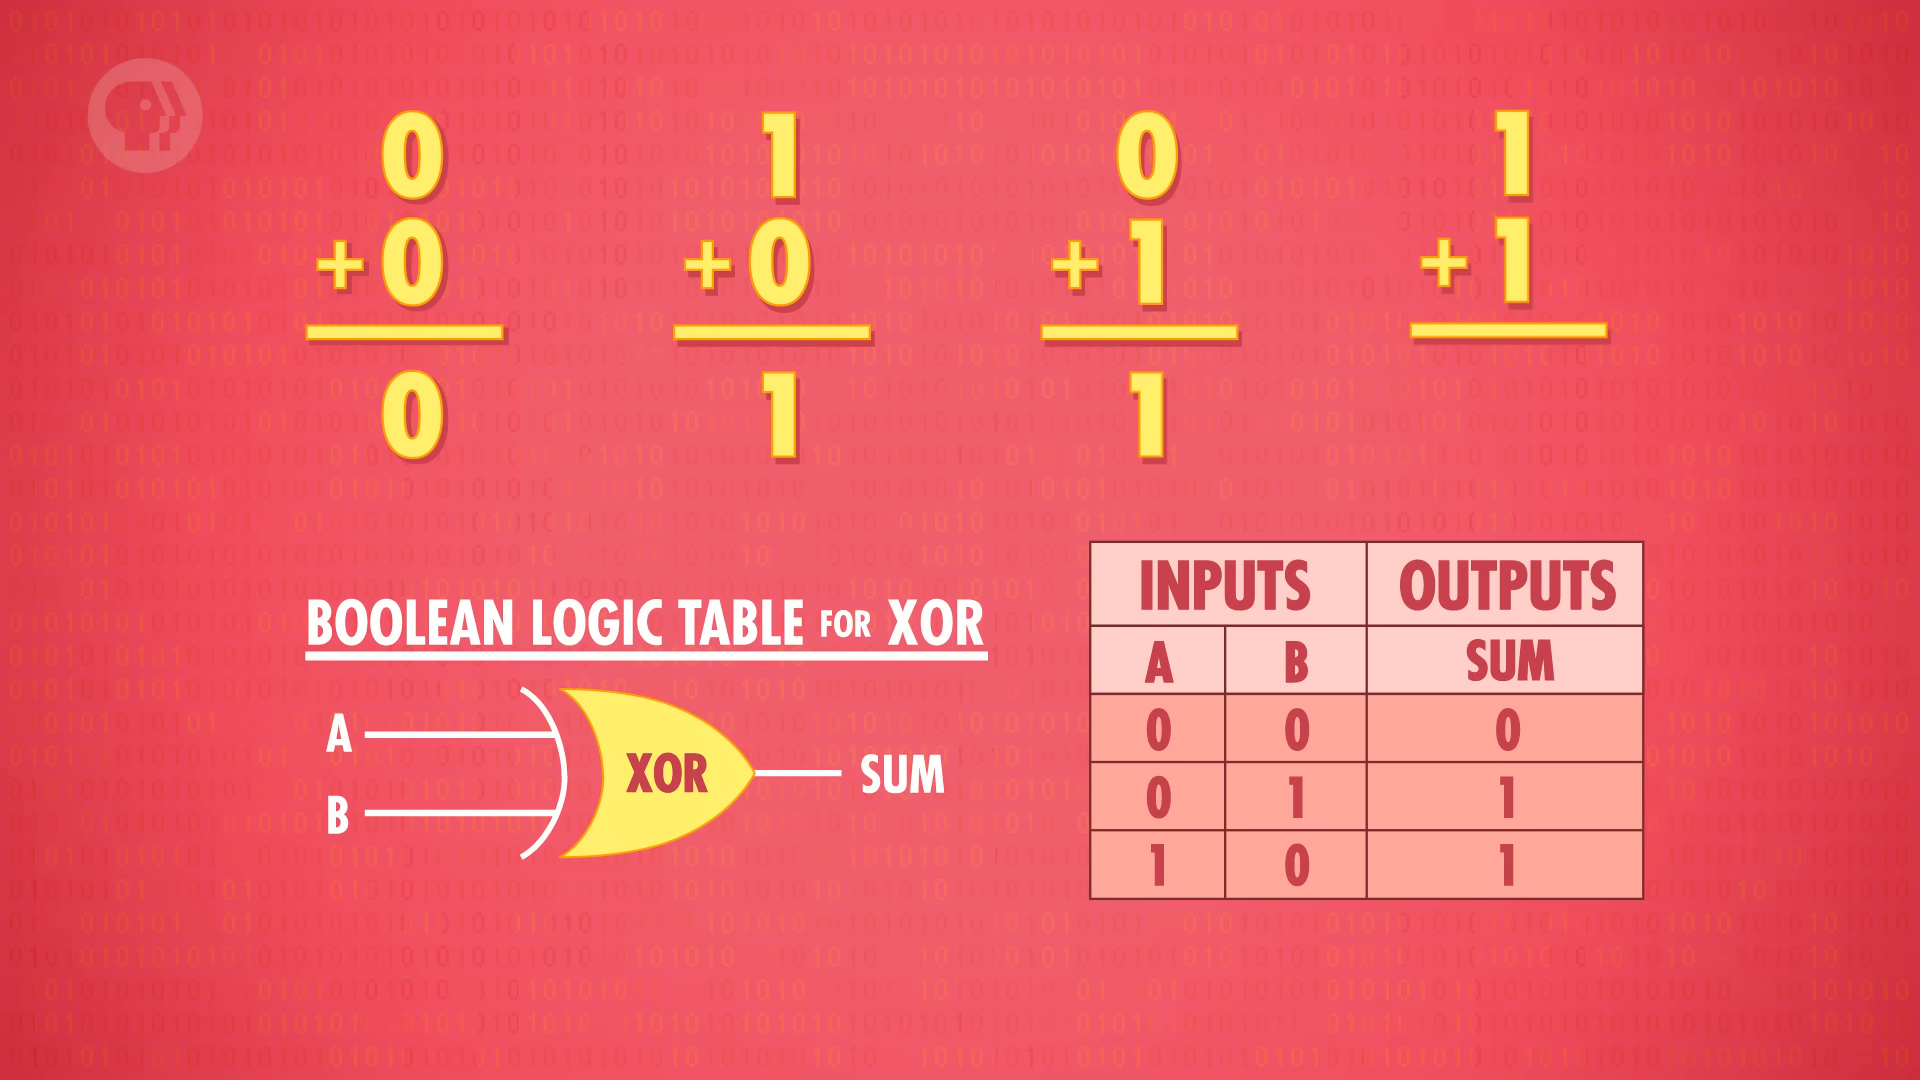 0
+0
0
1
+0
1
0
+1
1
1
+1
BOOLEAN LOGIC TABLE FOR XOR
A
B
XOR
SUM
INPUTS OUTPUTS
A B SUM
0 0 0
0 1 1
1 0 1